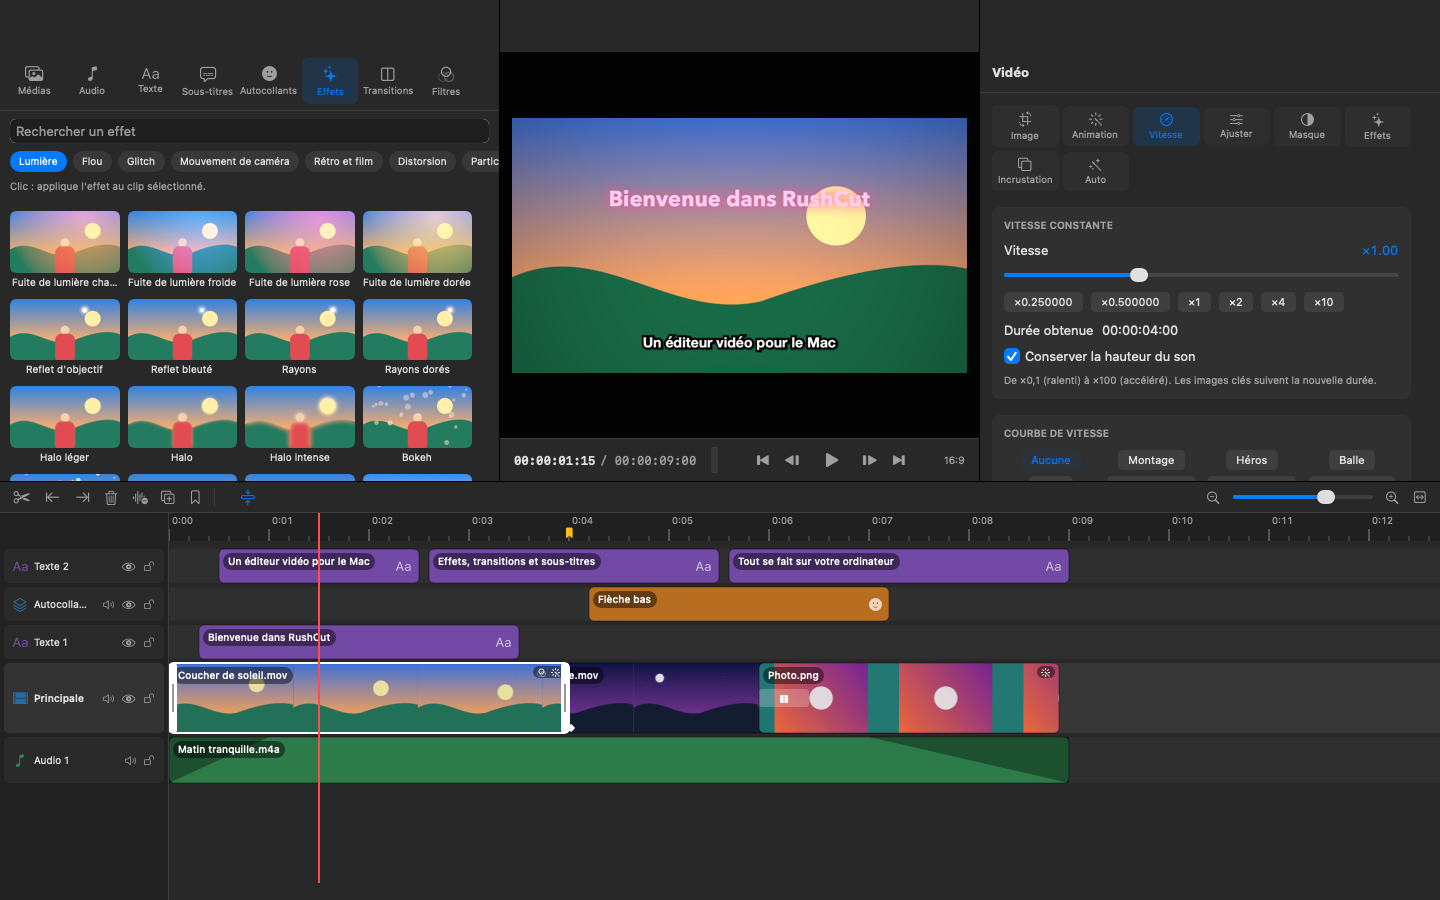 Médias
Audio
Aa
Texte
Sous-titres
Autocollants
Effets
Transitions
Filtres
Rechercher un effet
Lumière
Flou
Glitch
Mouvement de caméra
Rétro et film
Distorsion
Partic
Clic : applique l'effet au clip sélectionné.
Fuite de lumière cha...
Fuite de lumière froide
Fuite de lumière rose
Fuite de lumière dorée
Reflet d'objectif
Reflet bleuté
Rayons
Rayons dorés
Halo léger
Halo
Halo intense
Bokeh
Bienvenue dans RushCut
Un éditeur vidéo pour le Mac
00:00:01:15 / 00:00:09:00
16:9
Vidéo
Image
Animation
Vitesse
Ajuster
Masque
Effets
Incrustation
Auto
VITESSE CONSTANTE
Vitesse
×1.00
×0.250000
×0.500000
×1
×2
×4
×10
Durée obtenue 00:00:04:00
Conserver la hauteur du son
De ×0,1 (ralenti) à ×100 (accéléré). Les images clés suivent la nouvelle durée.
COURBE DE VITESSE
Aucune
Montage
Héros
Balle
0:00
0:01
0:02
0:03
0:04
0:05
0:06
0:07
0:08
0:09
0:10
0:11
0:12
Aa Texte 2
Un éditeur vidéo pour le Mac Aa
Effets, transitions et sous-titres Aa
Tout se fait sur votre ordinateur Aa
Autocolla...
Flèche bas
Aa Texte 1
Bienvenue dans RushCut Aa
Principale
Coucher de soleil.mov
e.mov
Photo.png
Audio 1
Matin tranquille.m4a